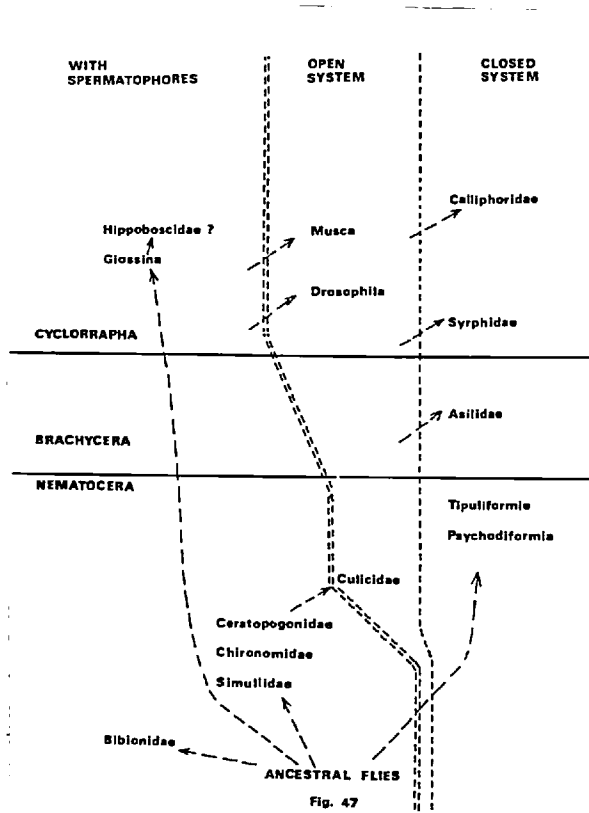 WITH SPERMATOPHORES
OPEN SYSTEM
CLOSED SYSTEM
Calliphoridae
Hippoboscidae ?
Musca
Glossina
Drosophila
Syrphidae
CYCLORRAPHA
Asilidae
BRACHYCERA
NEMATOCERA
Tipuliformia
Psychodiformia
Culicidae
Ceratopogonidae
Chironomidae
Simuliidae
Bibionidae
ANCESTRAL FLIES
Fig. 47